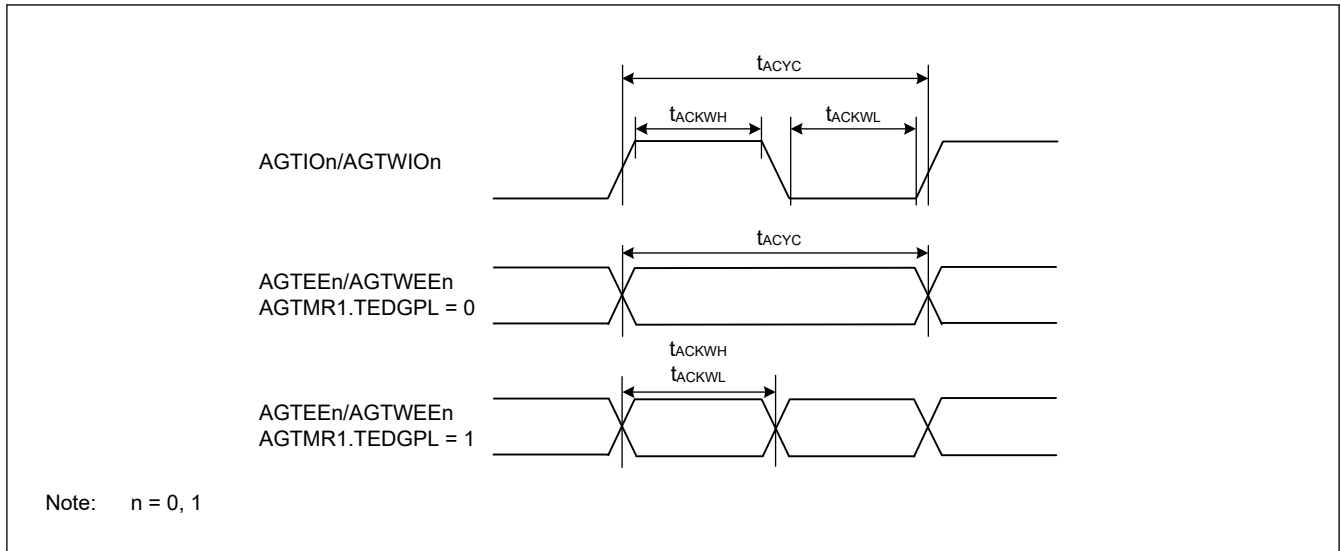 tACYC
tACKWH
tACKWL
AGTIOn/AGTWIOn
tACYC
AGTEEn/AGTWEEn
AGTMR1.TEDGPL = 0
tACKWH
tACKWL
AGTEEn/AGTWEEn
AGTMR1.TEDGPL = 1
Note: n = 0, 1